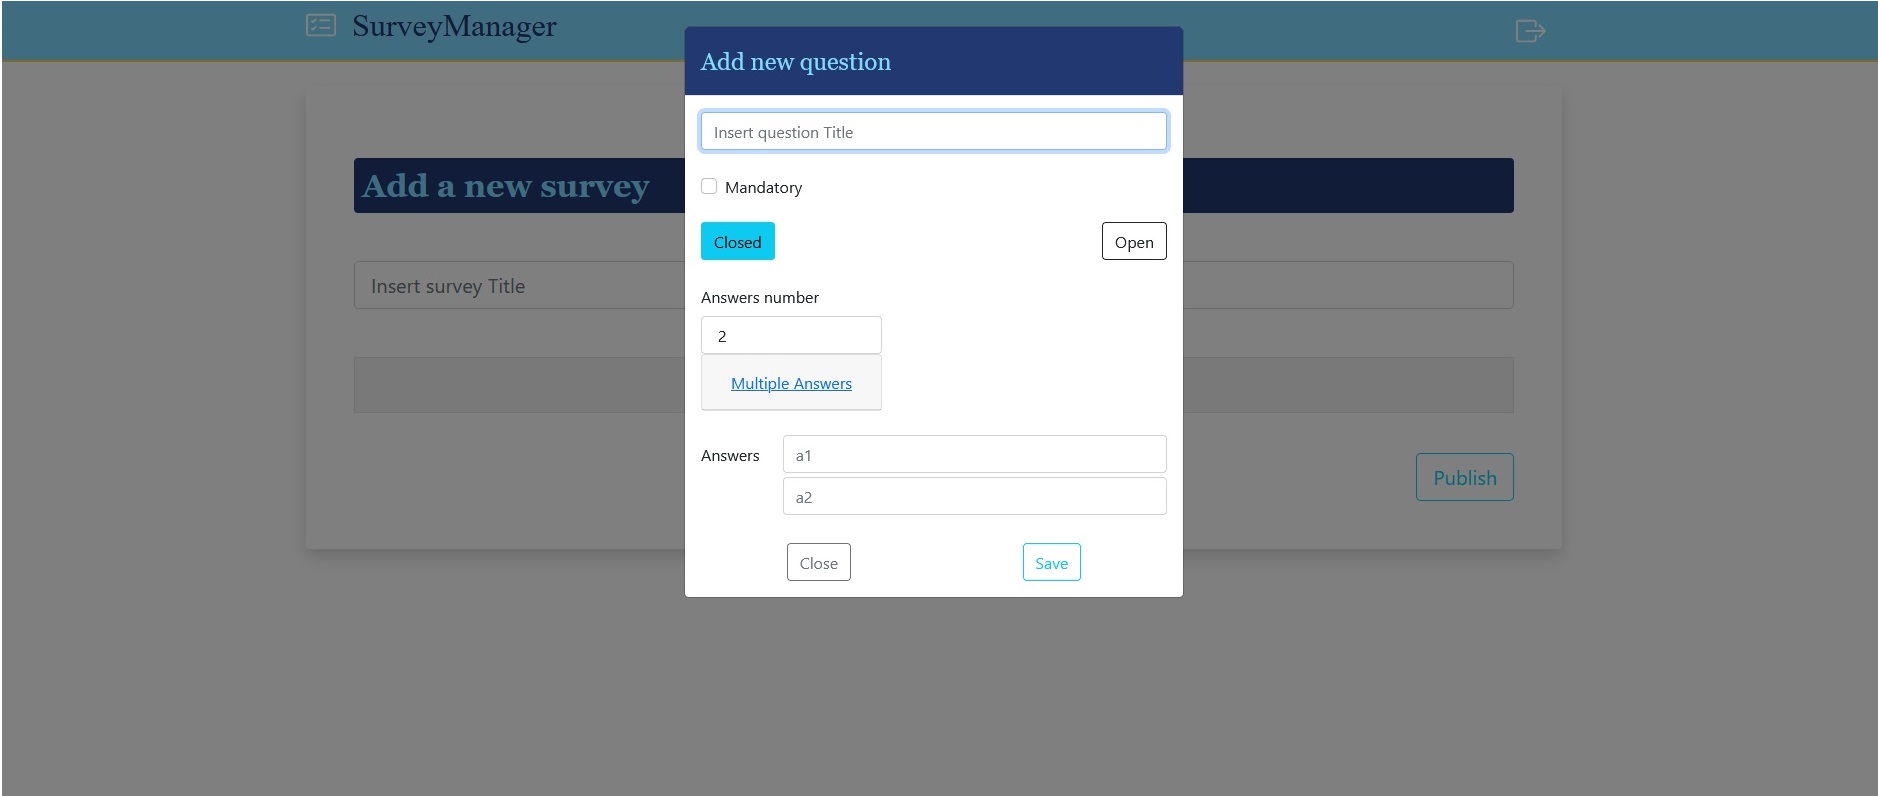 SurveyManager
Add new question
Insert question Title
Add a new survey
Mandatory
Closed
Open
Insert survey Title
Answers number
2
Multiple Answers
Answers
a1
a2
Publish
Close
Save